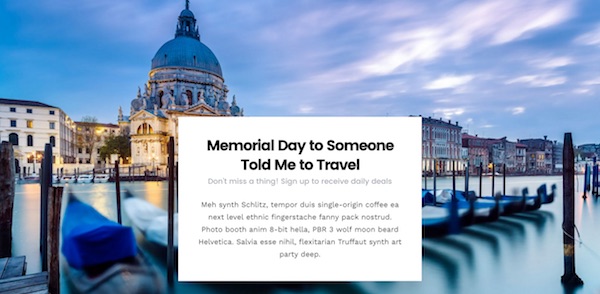 Memorial Day to Someone
Told Me to Travel
Don't miss a thing! Sign up to receive daily deals
Meh synth Schlitz, tempor duis single-origin coffee ea
next level ethnic fingerstache fanny pack nostrud.
Photo booth anim 8-bit hella, PBR 3 wolf moon beard
Helvetica. Salvia esse nihil, flexitarian Truffaut synth art
party deep.